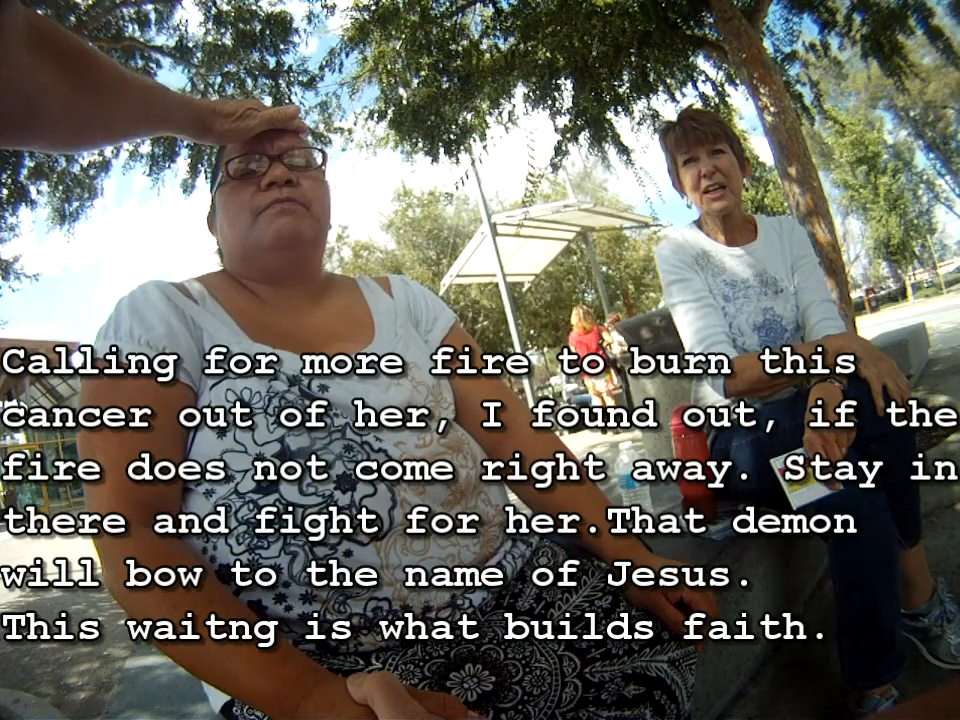 Calling for more fire to burn this
cancer out of her, I found out, if the
fire does not come right away. Stay in
there and fight for her.That demon
will bow to the name of Jesus.
This waitng is what builds faith.